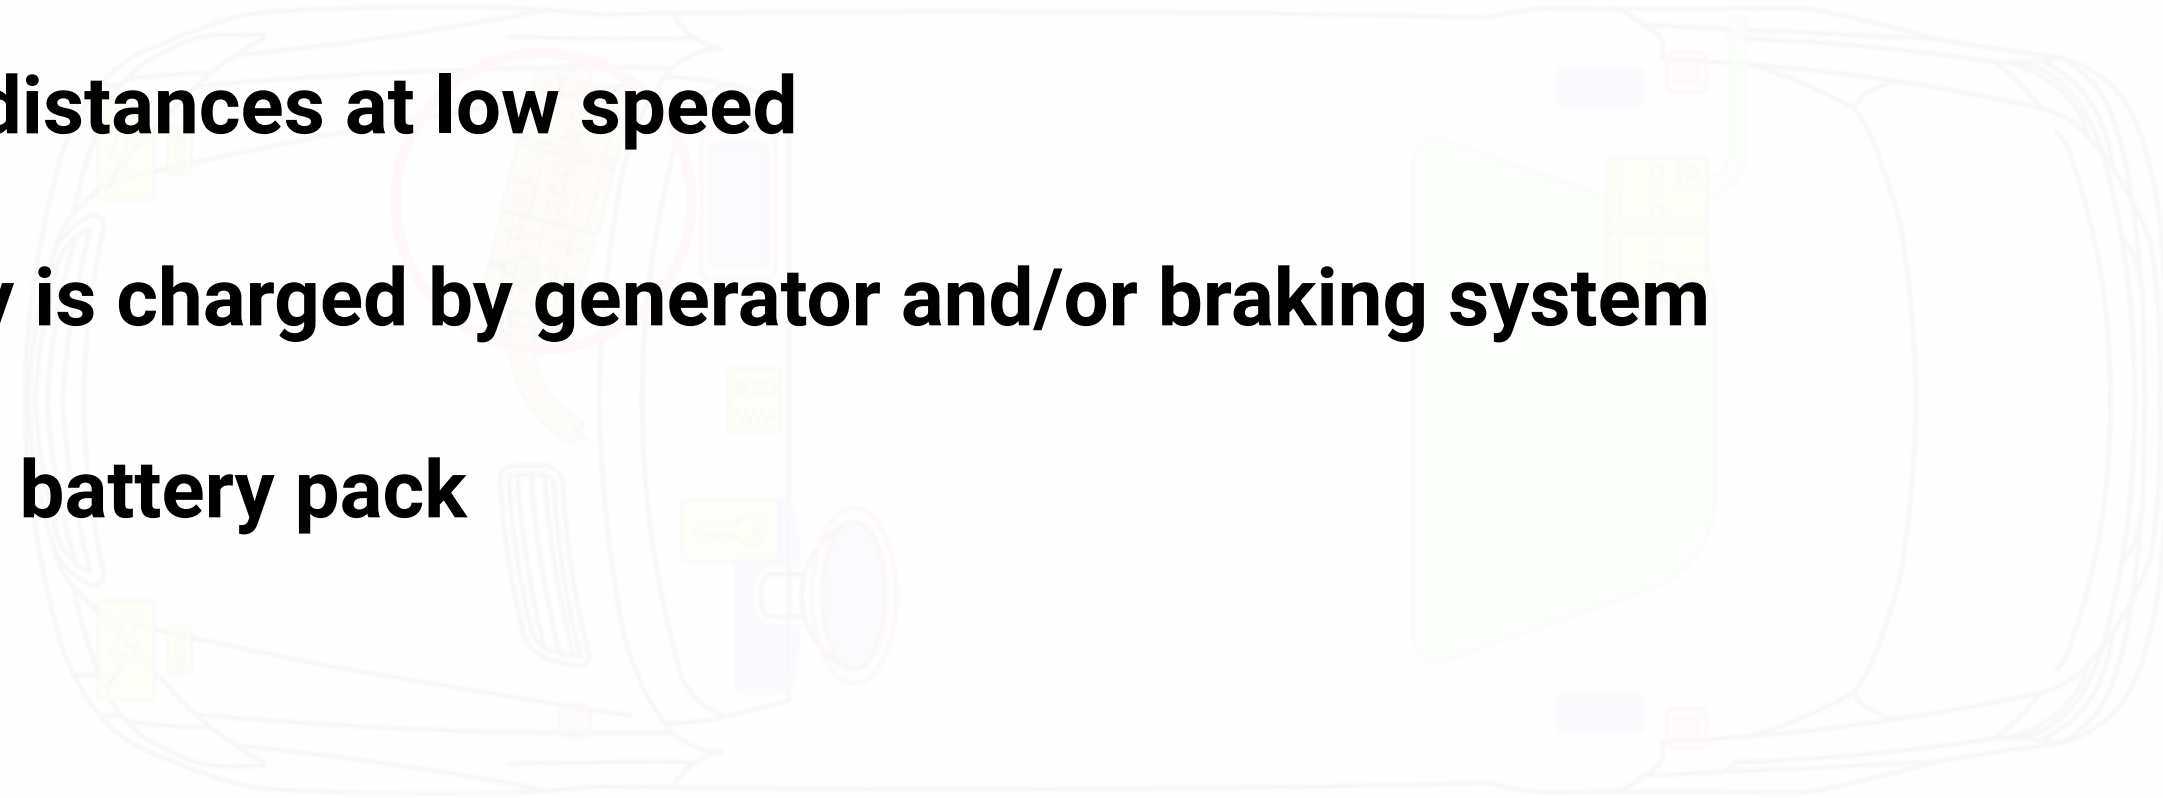 distances at low speed
y is charged by generator and/or braking system
battery pack